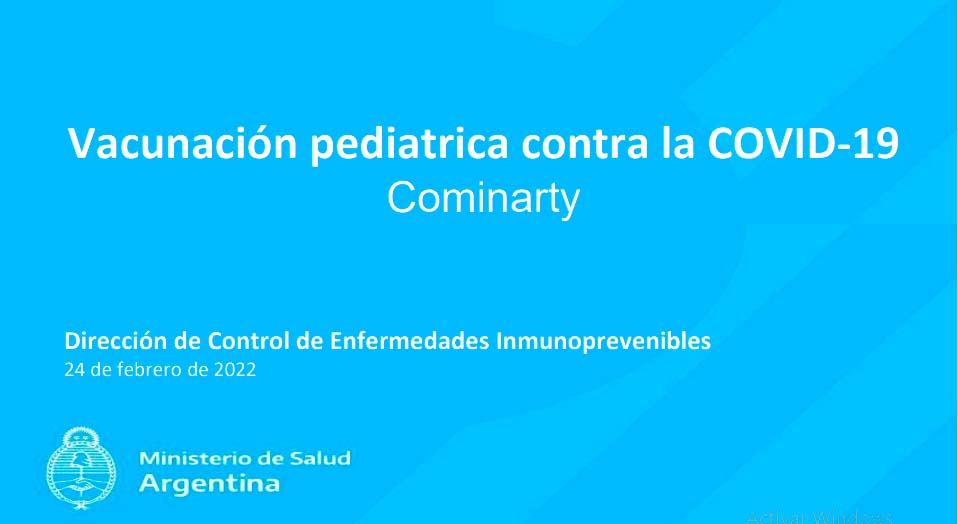 Vacunación pediatrica contra la COVID-19
Cominarty
Dirección de Control de Enfermedades Inmunoprevenibles
24 de febrero de 2022
Ministerio de Salud
Argentina
Activar Windows